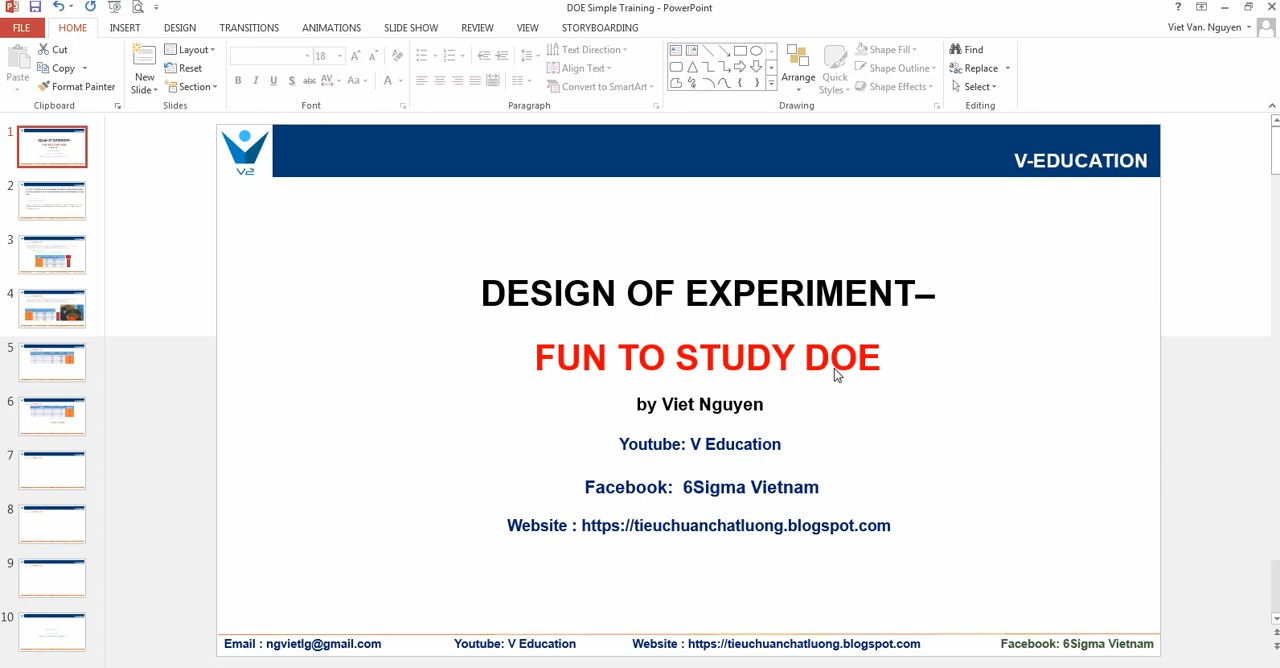 DOE Simple Training - PowerPoint
FILE HOME INSERT DESIGN TRANSITIONS ANIMATIONS SLIDE SHOW REVIEW VIEW STORYBOARDING Viet Van. Nguyen
Paste Cut Copy Format Painter Clipboard
New Slide Layout Reset Section Slides
18
B I U S abc AV Aa A Font
Text Direction Align Text Convert to SmartArt Paragraph
Arrange Quick Styles Shape Fill Shape Outline Shape Effects Drawing
Find Replace Select Editing
1
2
3
4
5
6
7
8
9
10
V2
V-EDUCATION
DESIGN OF EXPERIMENT–
FUN TO STUDY DOE
by Viet Nguyen
Youtube: V Education
Facebook: 6Sigma Vietnam
Website : https://tieuchuanchatluong.blogspot.com
Email : ngvietlg@gmail.com Youtube: V Education Website : https://tieuchuanchatluong.blogspot.com Facebook: 6Sigma Vietnam